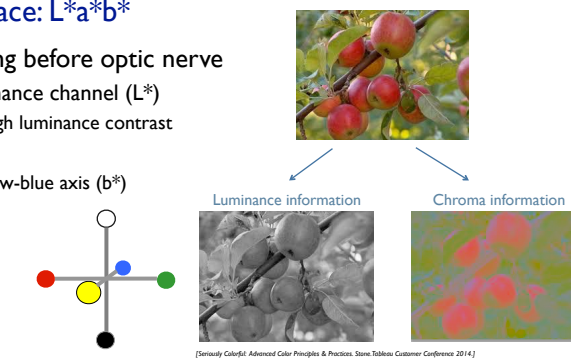 ace: L*a*b*
ng before optic nerve
nance channel (L*)
gh luminance contrast
w-blue axis (b*)
Luminance information
Chroma information
[Seriously Colorful: Advanced Color Principles & Practices. Stone.Tableau Customer Conference 2014.]